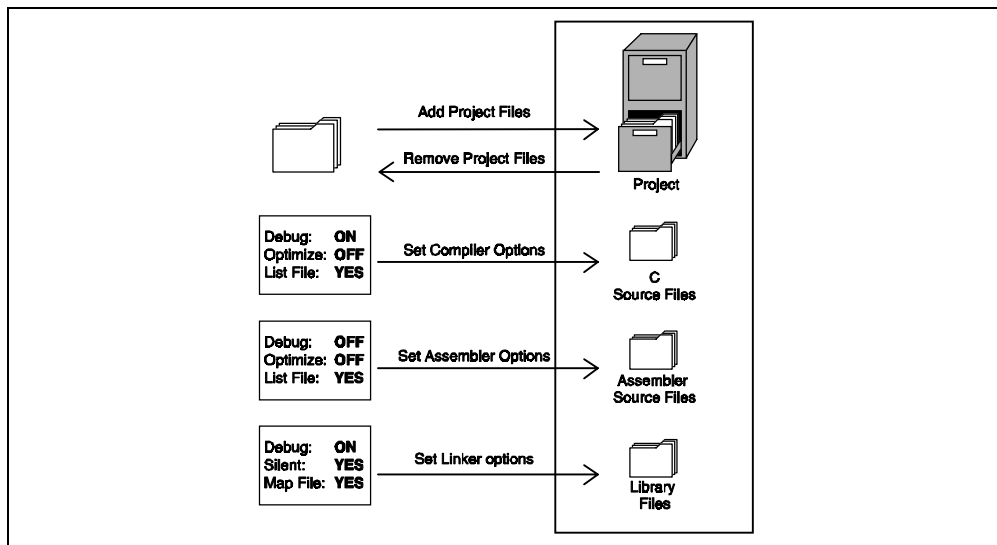 Add Project Files
Remove Project Files
Project
Debug: ON
Optimize: OFF
List File: YES
Set Compiler Options
C
Source Files
Debug: OFF
Optimize: OFF
List File: YES
Set Assembler Options
Assembler
Source Files
Debug: ON
Silent: YES
Map File: YES
Set Linker options
Library
Files